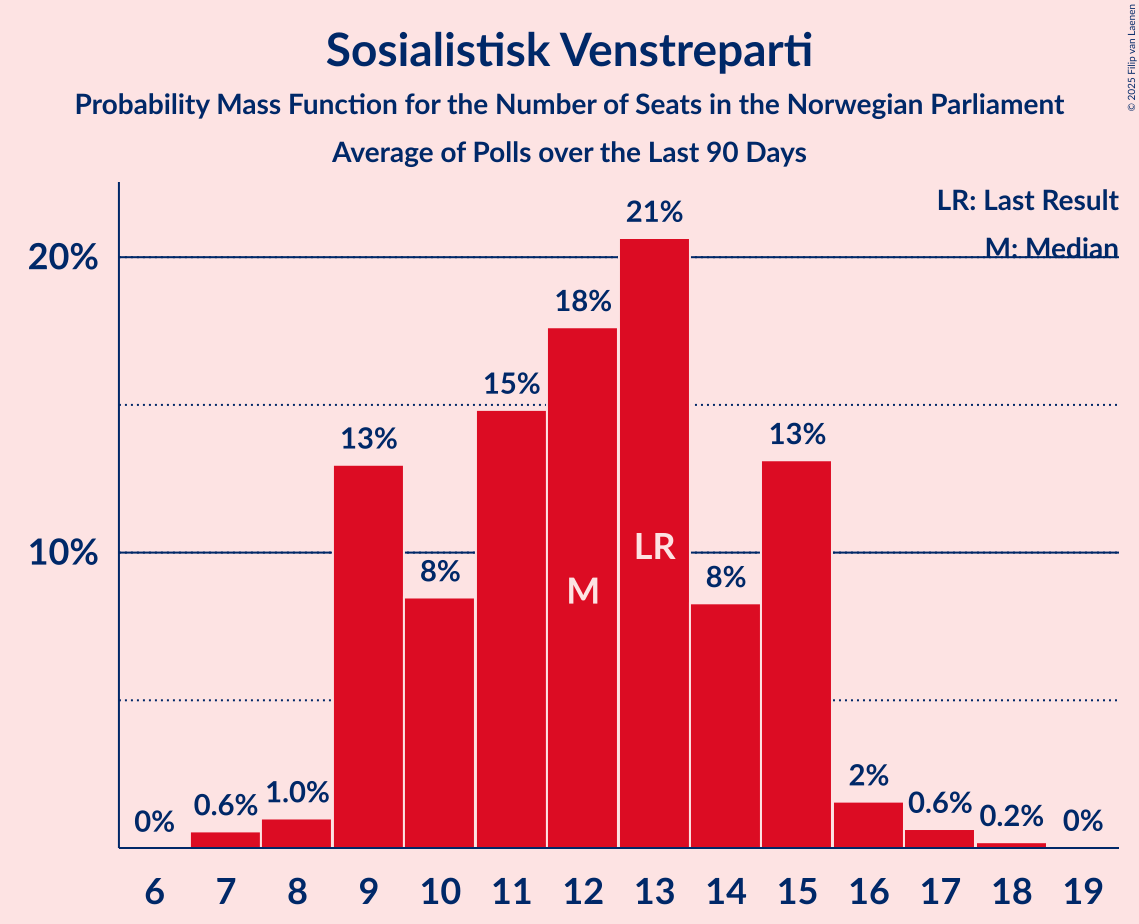 Sosialistisk Venstreparti
Probability Mass Function for the Number of Seats in the Norwegian Parliament
Average of Polls over the Last 90 Days
© 2025 Filip van Laenen
LR: Last Result
M: Median
20%
10%
0%
0.6%
1.0%
13%
8%
15%
18%
21%
8%
13%
2%
0.6%
0.2%
0%
M
LR
6 7 8 9 10 11 12 13 14 15 16 17 18 19